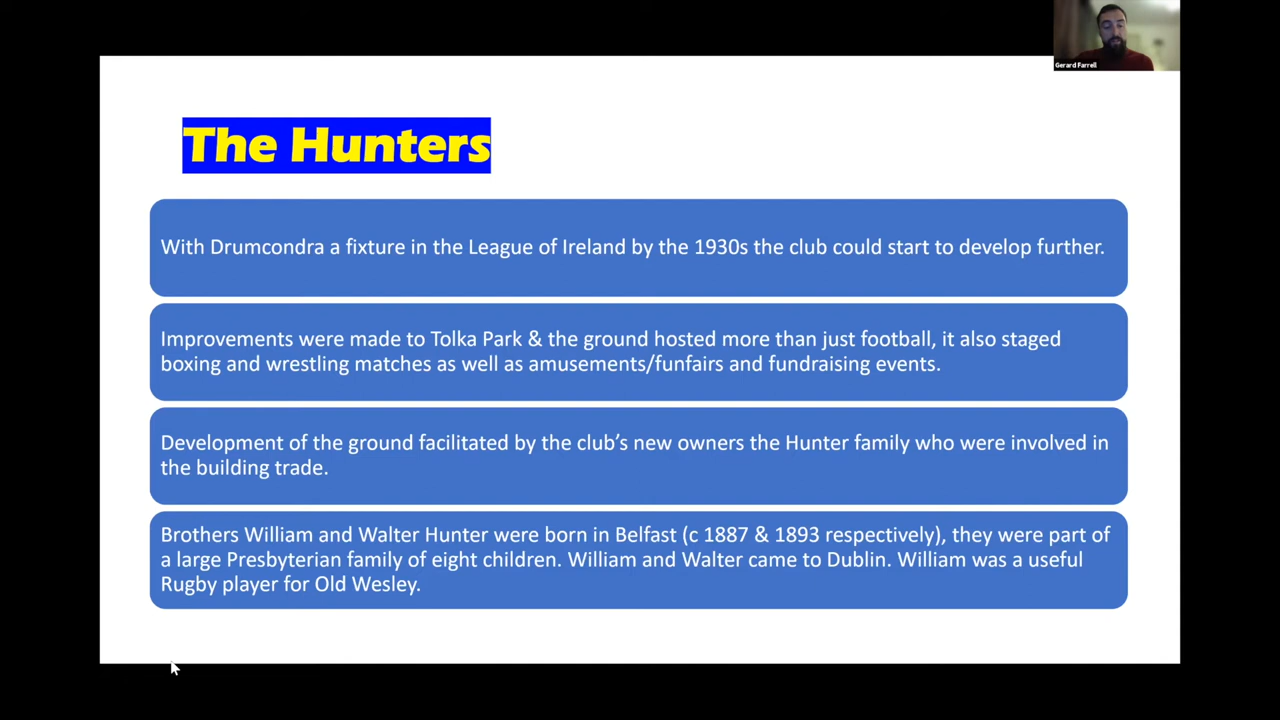 Gerard Farrell
The Hunters
With Drumcondra a fixture in the League of Ireland by the 1930s the club could start to develop further.
Improvements were made to Tolka Park & the ground hosted more than just football, it also staged
boxing and wrestling matches as well as amusements/funfairs and fundraising events.
Development of the ground facilitated by the club’s new owners the Hunter family who were involved in
the building trade.
Brothers William and Walter Hunter were born in Belfast (c 1887 & 1893 respectively), they were part of
a large Presbyterian family of eight children. William and Walter came to Dublin. William was a useful
Rugby player for Old Wesley.